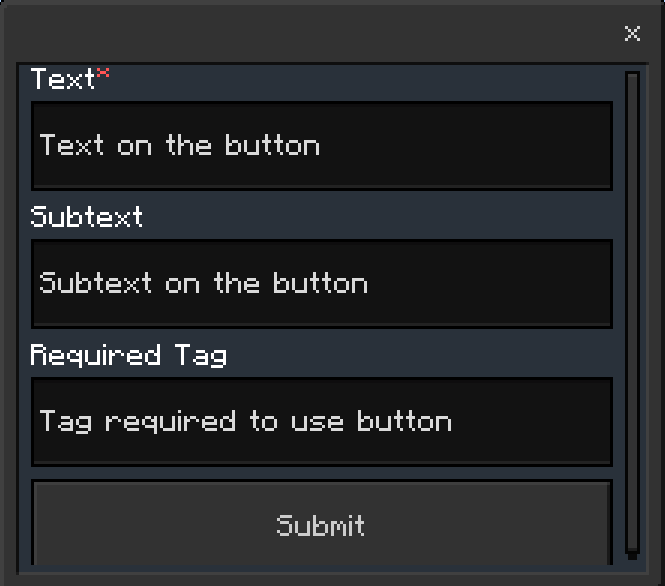 x
Text*
Text on the button
Subtext
Subtext on the button
Required Tag
Tag required to use button
Submit